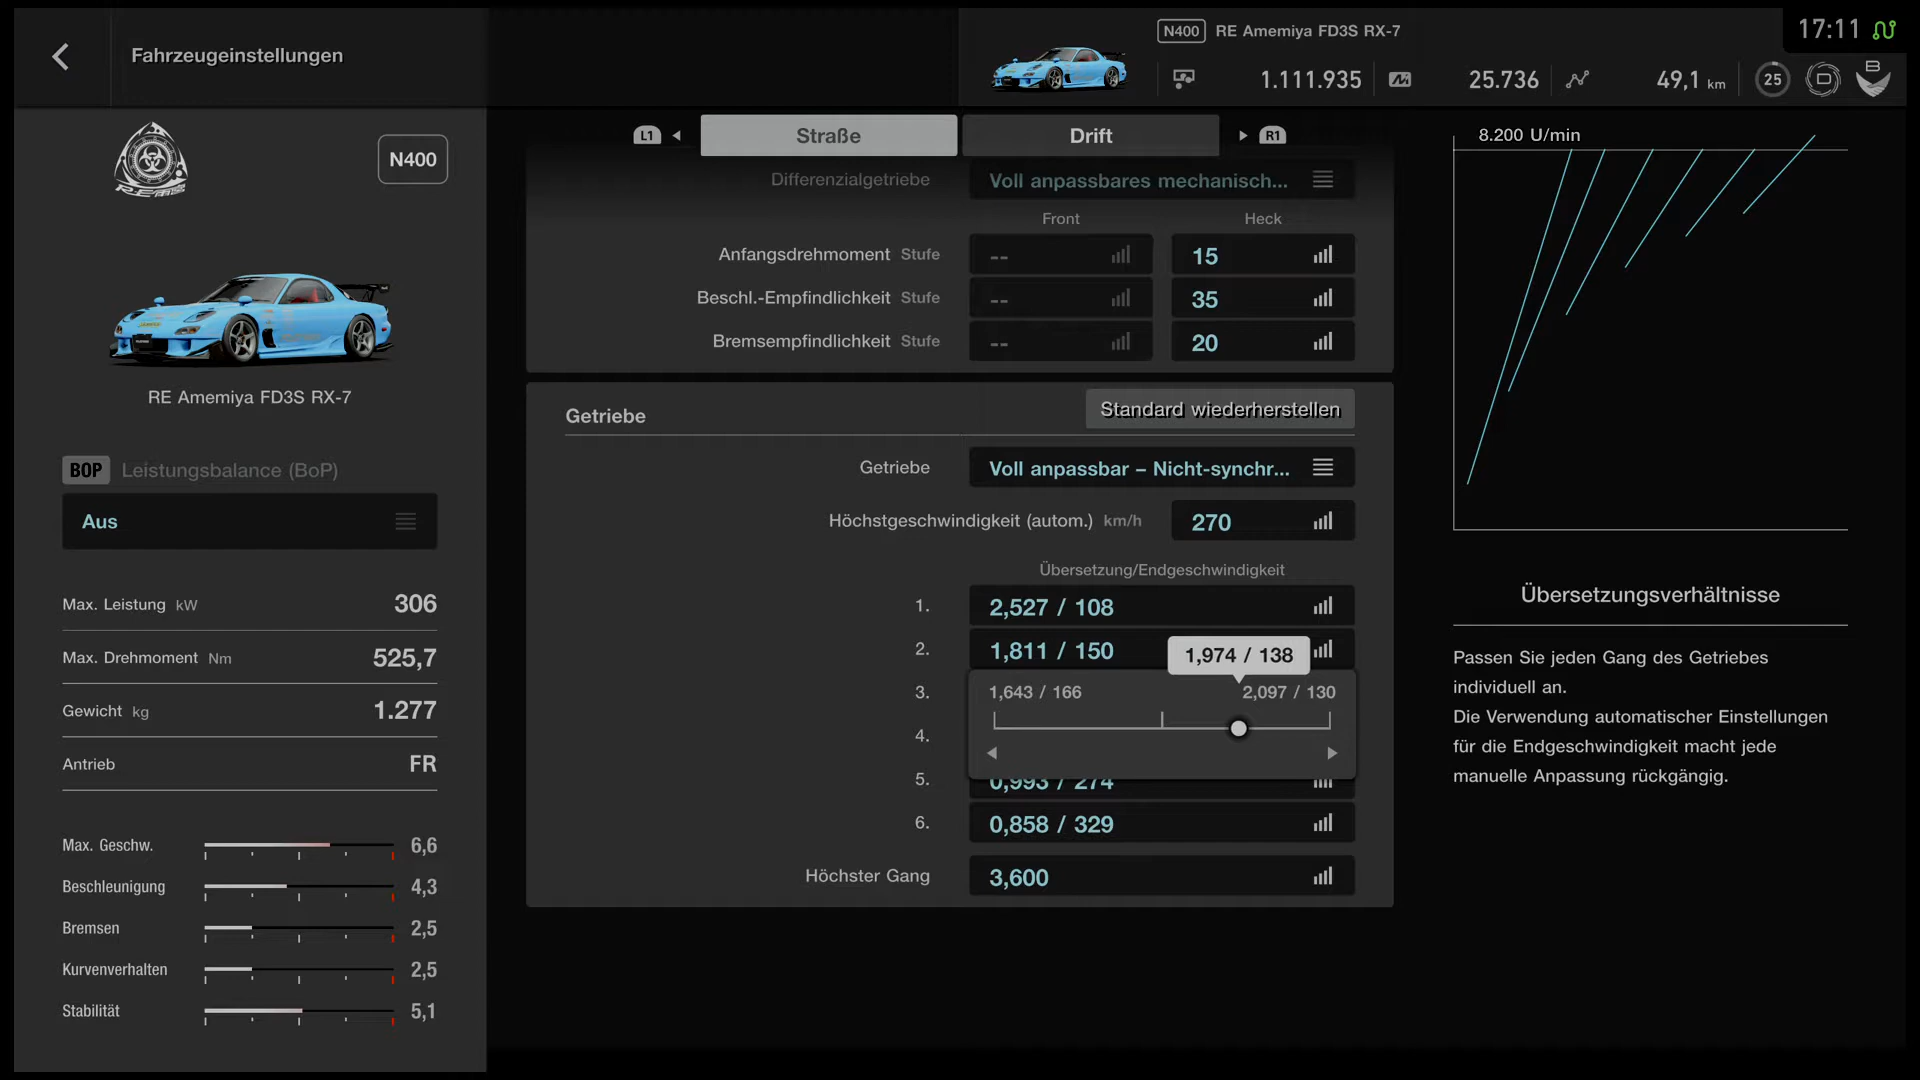 Fahrzeugeinstellungen
N400 RE Amemiya FD3S RX-7
1.111.935
25.736
49,1 km
25
D
B
17:11
L1 Straße Drift R1
N400
RE Amemiya FD3S RX-7
BOP Leistungsbalance (BoP)
Aus
Max. Leistung kW 306
Max. Drehmoment Nm 525,7
Gewicht kg 1.277
Antrieb FR
Max. Geschw. 6,6
Beschleunigung 4,3
Bremsen 2,5
Kurvenverhalten 2,5
Stabilität 5,1
Differenzialgetriebe Voll anpassbares mechanisch...
Front Heck
Anfangsdrehmoment Stufe -- 15
Beschl.-Empfindlichkeit Stufe -- 35
Bremsempfindlichkeit Stufe -- 20
Getriebe Standard wiederherstellen
Getriebe Voll anpassbar – Nicht-synchr...
Höchstgeschwindigkeit (autom.) km/h 270
Übersetzung/Endgeschwindigkeit
1. 2,527 / 108
2. 1,811 / 150
1,974 / 138
3. 1,643 / 166 2,097 / 130
4.
5. 0,993 / 274
6. 0,858 / 329
Höchster Gang 3,600
8.200 U/min
Übersetzungsverhältnisse
Passen Sie jeden Gang des Getriebes
individuell an.
Die Verwendung automatischer Einstellungen
für die Endgeschwindigkeit macht jede
manuelle Anpassung rückgängig.